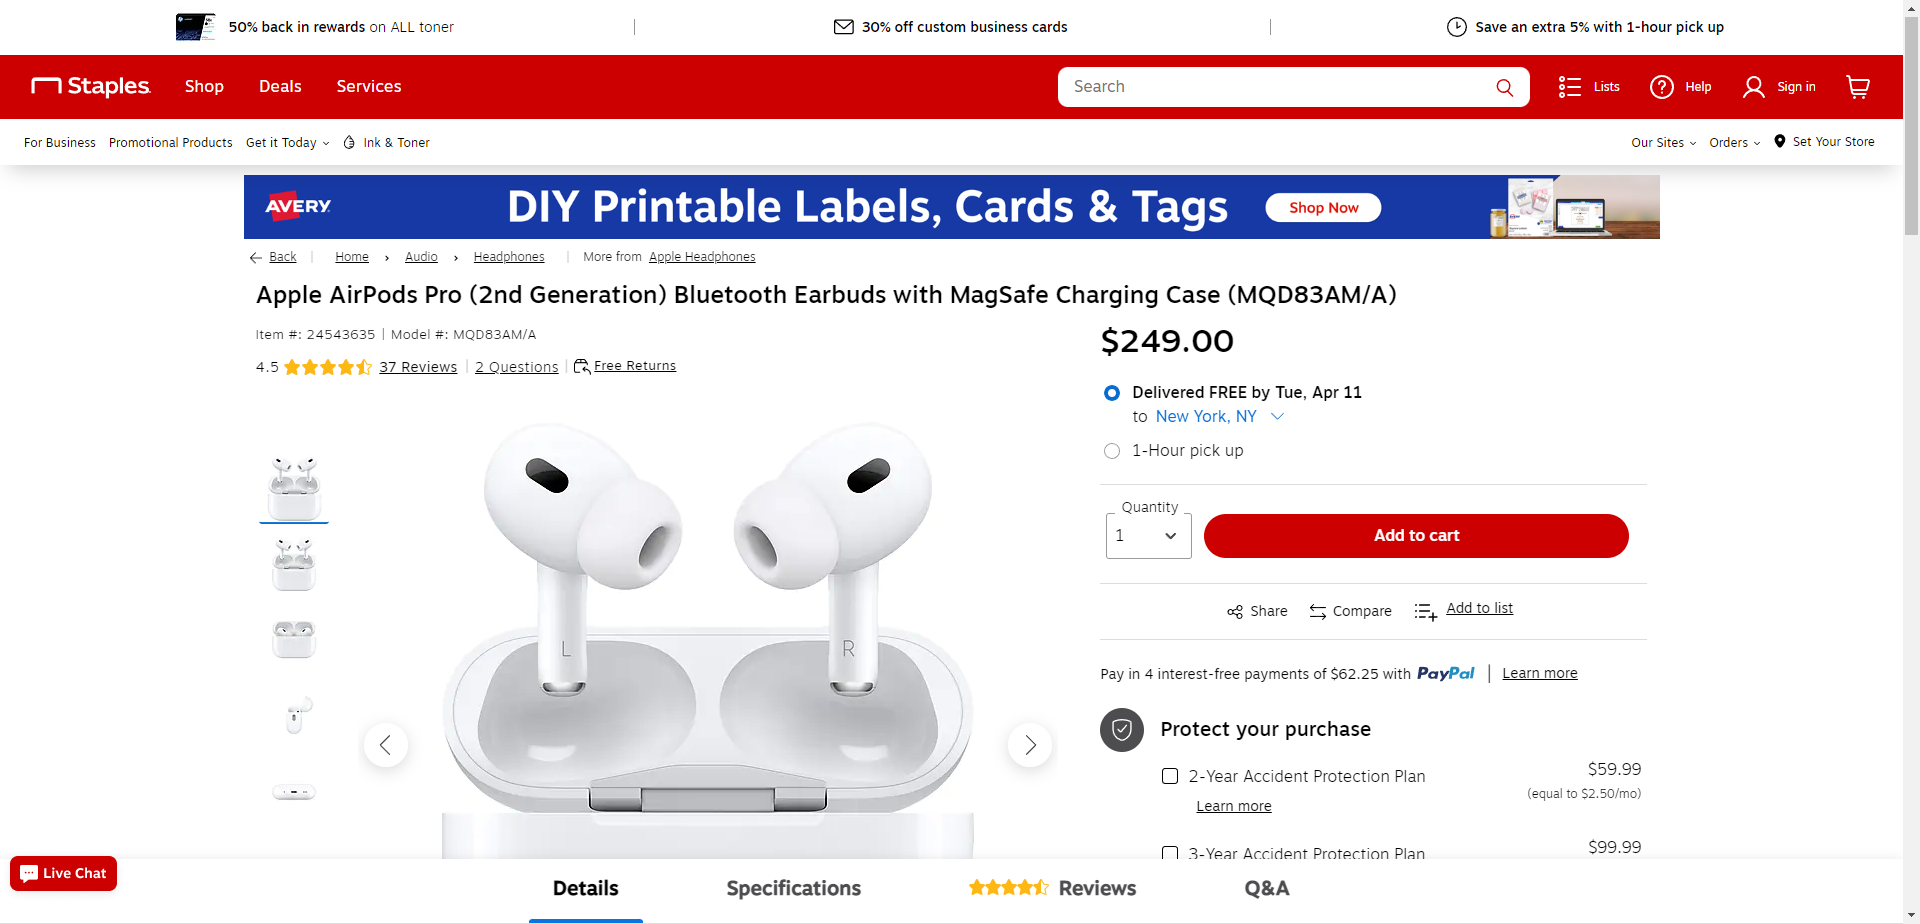 50% back in rewards on ALL toner
30% off custom business cards
Save an extra 5% with 1-hour pick up
Staples
Shop
Deals
Services
Search
Lists
Help
Sign in
For Business
Promotional Products
Get it Today
Ink & Toner
Our Sites
Orders
Set Your Store
AVERY
DIY Printable Labels, Cards & Tags
Shop Now
Back
Home
Audio
Headphones
More from Apple Headphones
Apple AirPods Pro (2nd Generation) Bluetooth Earbuds with MagSafe Charging Case (MQD83AM/A)
Item #: 24543635 | Model #: MQD83AM/A
4.5
37 Reviews
2 Questions
Free Returns
$249.00
Delivered FREE by Tue, Apr 11
to New York, NY
1-Hour pick up
Quantity
1
Add to cart
Share
Compare
Add to list
L
R
Pay in 4 interest-free payments of $62.25 with PayPal | Learn more
Protect your purchase
2-Year Accident Protection Plan
$59.99
(equal to $2.50/mo)
Learn more
3-Year Accident Protection Plan
$99.99
Live Chat
Details
Specifications
Reviews
Q&A